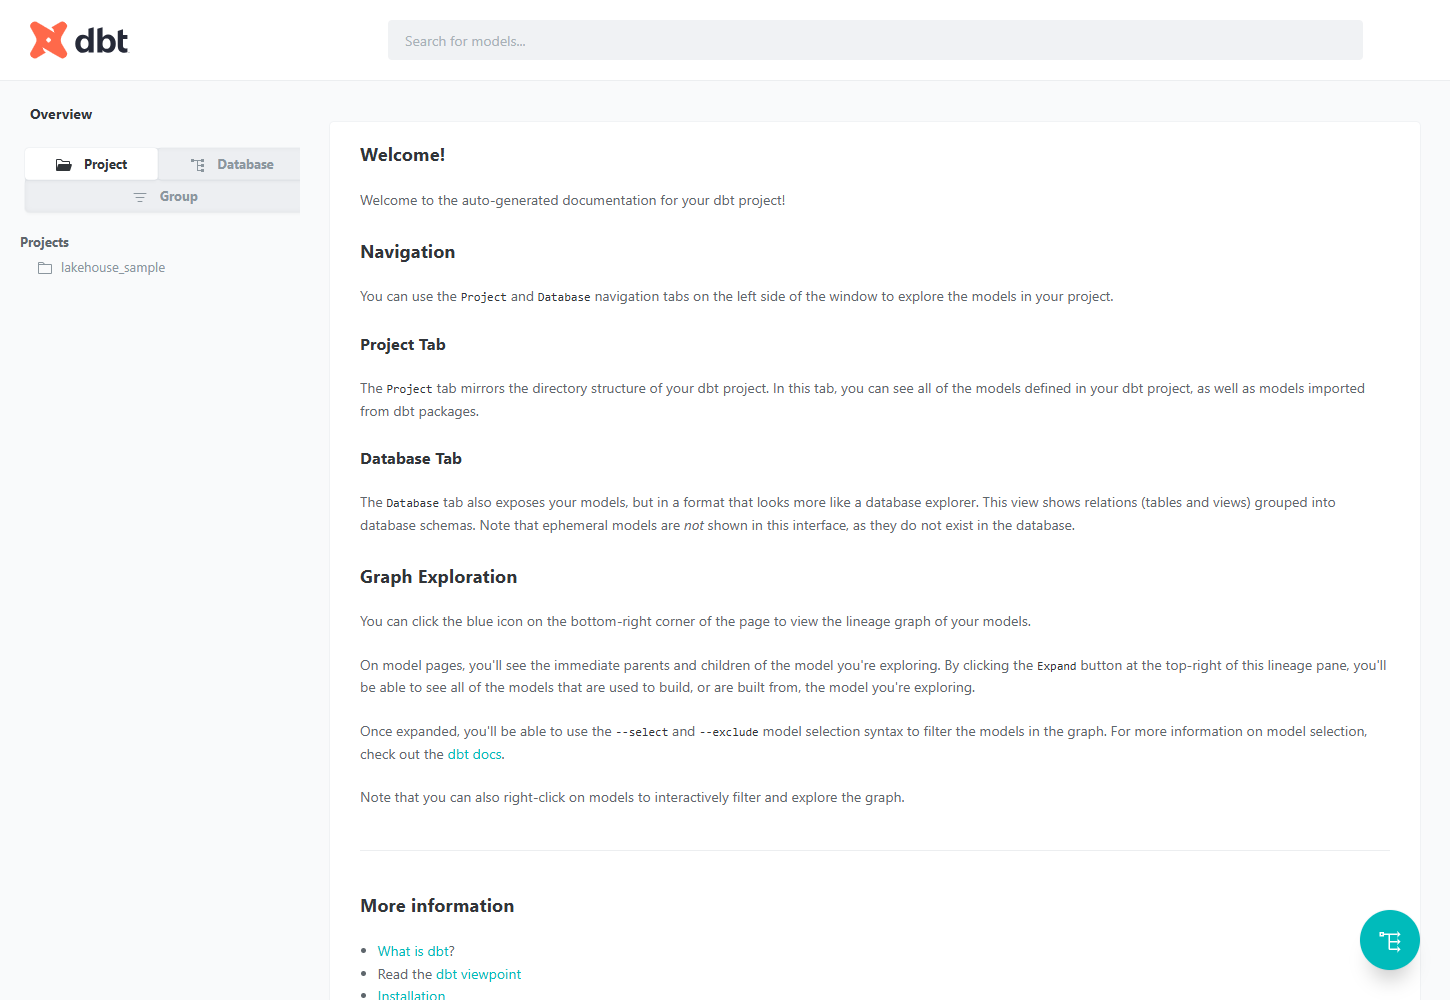 dbt
Search for models...
Overview
Project
Database
Group
Projects
lakehouse_sample
Welcome!
Welcome to the auto-generated documentation for your dbt project!
Navigation
You can use the Project and Database navigation tabs on the left side of the window to explore the models in your project.
Project Tab
The Project tab mirrors the directory structure of your dbt project. In this tab, you can see all of the models defined in your dbt project, as well as models imported
from dbt packages.
Database Tab
The Database tab also exposes your models, but in a format that looks more like a database explorer. This view shows relations (tables and views) grouped into
database schemas. Note that ephemeral models are not shown in this interface, as they do not exist in the database.
Graph Exploration
You can click the blue icon on the bottom-right corner of the page to view the lineage graph of your models.
On model pages, you'll see the immediate parents and children of the model you're exploring. By clicking the Expand button at the top-right of this lineage pane, you'll
be able to see all of the models that are used to build, or are built from, the model you're exploring.
Once expanded, you'll be able to use the --select and --exclude model selection syntax to filter the models in the graph. For more information on model selection,
check out the dbt docs.
Note that you can also right-click on models to interactively filter and explore the graph.
More information
• What is dbt?
• Read the dbt viewpoint
• Installation